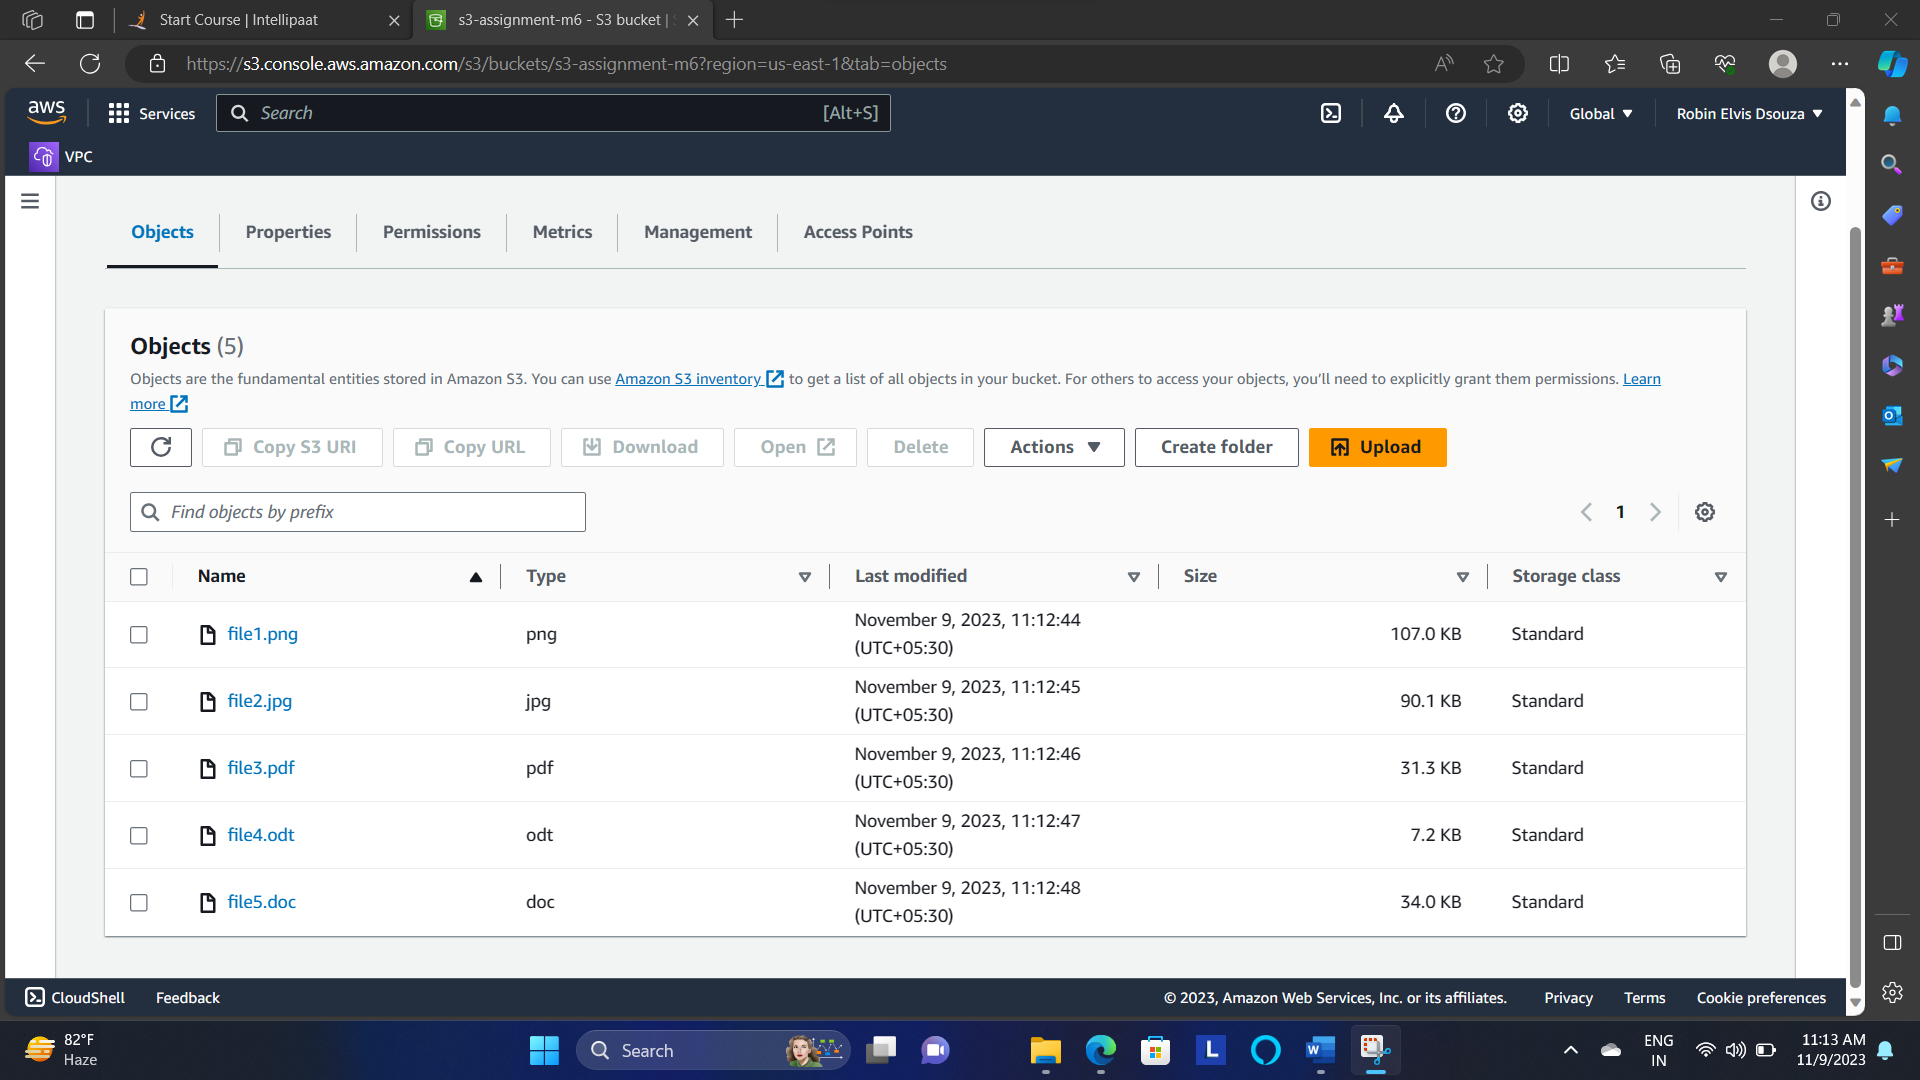 Start Course | Intellipaat
s3-assignment-m6 - S3 bucket |
https://s3.console.aws.amazon.com/s3/buckets/s3-assignment-m6?region=us-east-1&tab=objects
aws
Services
Search
[Alt+S]
Global
Robin Elvis Dsouza
VPC
Objects
Properties
Permissions
Metrics
Management
Access Points
Objects (5)
Objects are the fundamental entities stored in Amazon S3. You can use Amazon S3 inventory to get a list of all objects in your bucket. For others to access your objects, you'll need to explicitly grant them permissions. Learn
more
Copy S3 URI
Copy URL
Download
Open
Delete
Actions
Create folder
Upload
Find objects by prefix
1
Name
Type
Last modified
Size
Storage class
file1.png
png
November 9, 2023, 11:12:44
(UTC+05:30)
107.0 KB
Standard
file2.jpg
jpg
November 9, 2023, 11:12:45
(UTC+05:30)
90.1 KB
Standard
file3.pdf
pdf
November 9, 2023, 11:12:46
(UTC+05:30)
31.3 KB
Standard
file4.odt
odt
November 9, 2023, 11:12:47
(UTC+05:30)
7.2 KB
Standard
file5.doc
doc
November 9, 2023, 11:12:48
(UTC+05:30)
34.0 KB
Standard
CloudShell
Feedback
© 2023, Amazon Web Services, Inc. or its affiliates.
Privacy
Terms
Cookie preferences
82°F
Haze
Search
L
W
ENG
IN
11:13 AM
11/9/2023